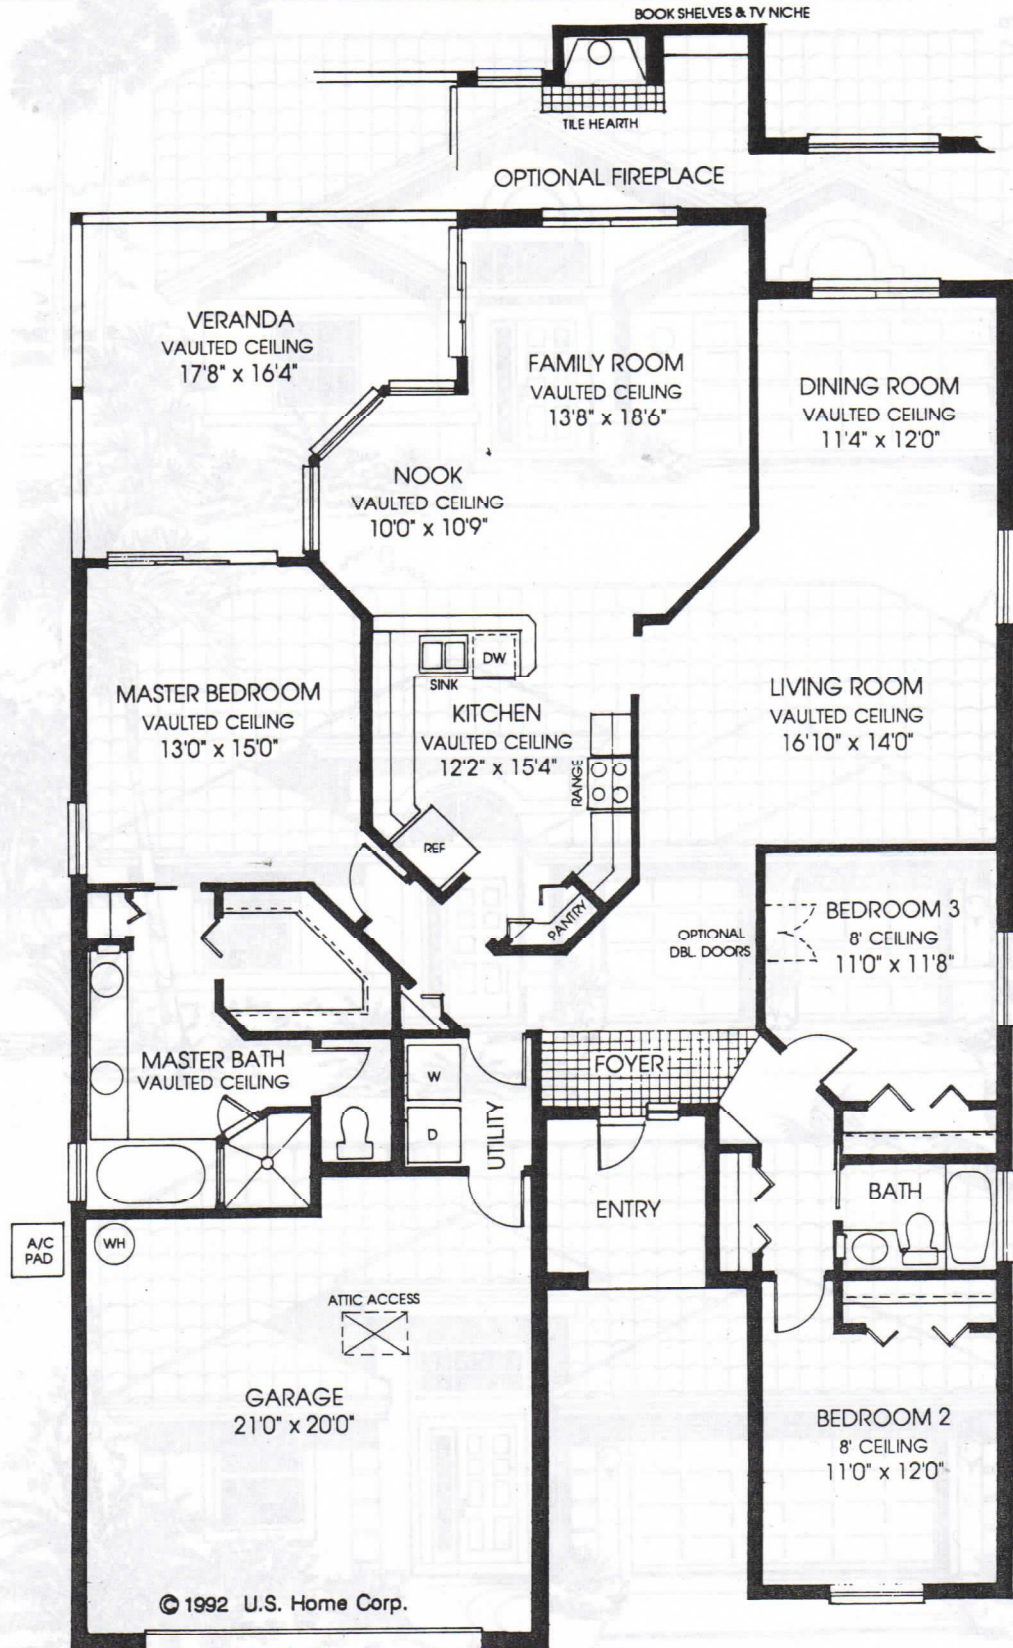 BOOK SHELVES & TV NICHE
TILE HEARTH
OPTIONAL FIREPLACE
VERANDA
VAULTED CEILING
17'8" x 16'4"
FAMILY ROOM
VAULTED CEILING
13'8" x 18'6"
DINING ROOM
VAULTED CEILING
11'4" x 12'0"
NOOK
VAULTED CEILING
10'0" x 10'9"
DW
SINK
MASTER BEDROOM
VAULTED CEILING
13'0" x 15'0"
KITCHEN
VAULTED CEILING
12'2" x 15'4"
RANGE
LIVING ROOM
VAULTED CEILING
16'10" x 14'0"
REF
PANTRY
OPTIONAL
DBL. DOORS
BEDROOM 3
8' CEILING
11'0" x 11'8"
MASTER BATH
VAULTED CEILING
W
D
UTILITY
FOYER
ENTRY
BATH
A/C
PAD
WH
ATTIC ACCESS
GARAGE
21'0" x 20'0"
BEDROOM 2
8' CEILING
11'0" x 12'0"
© 1992 U.S. Home Corp.